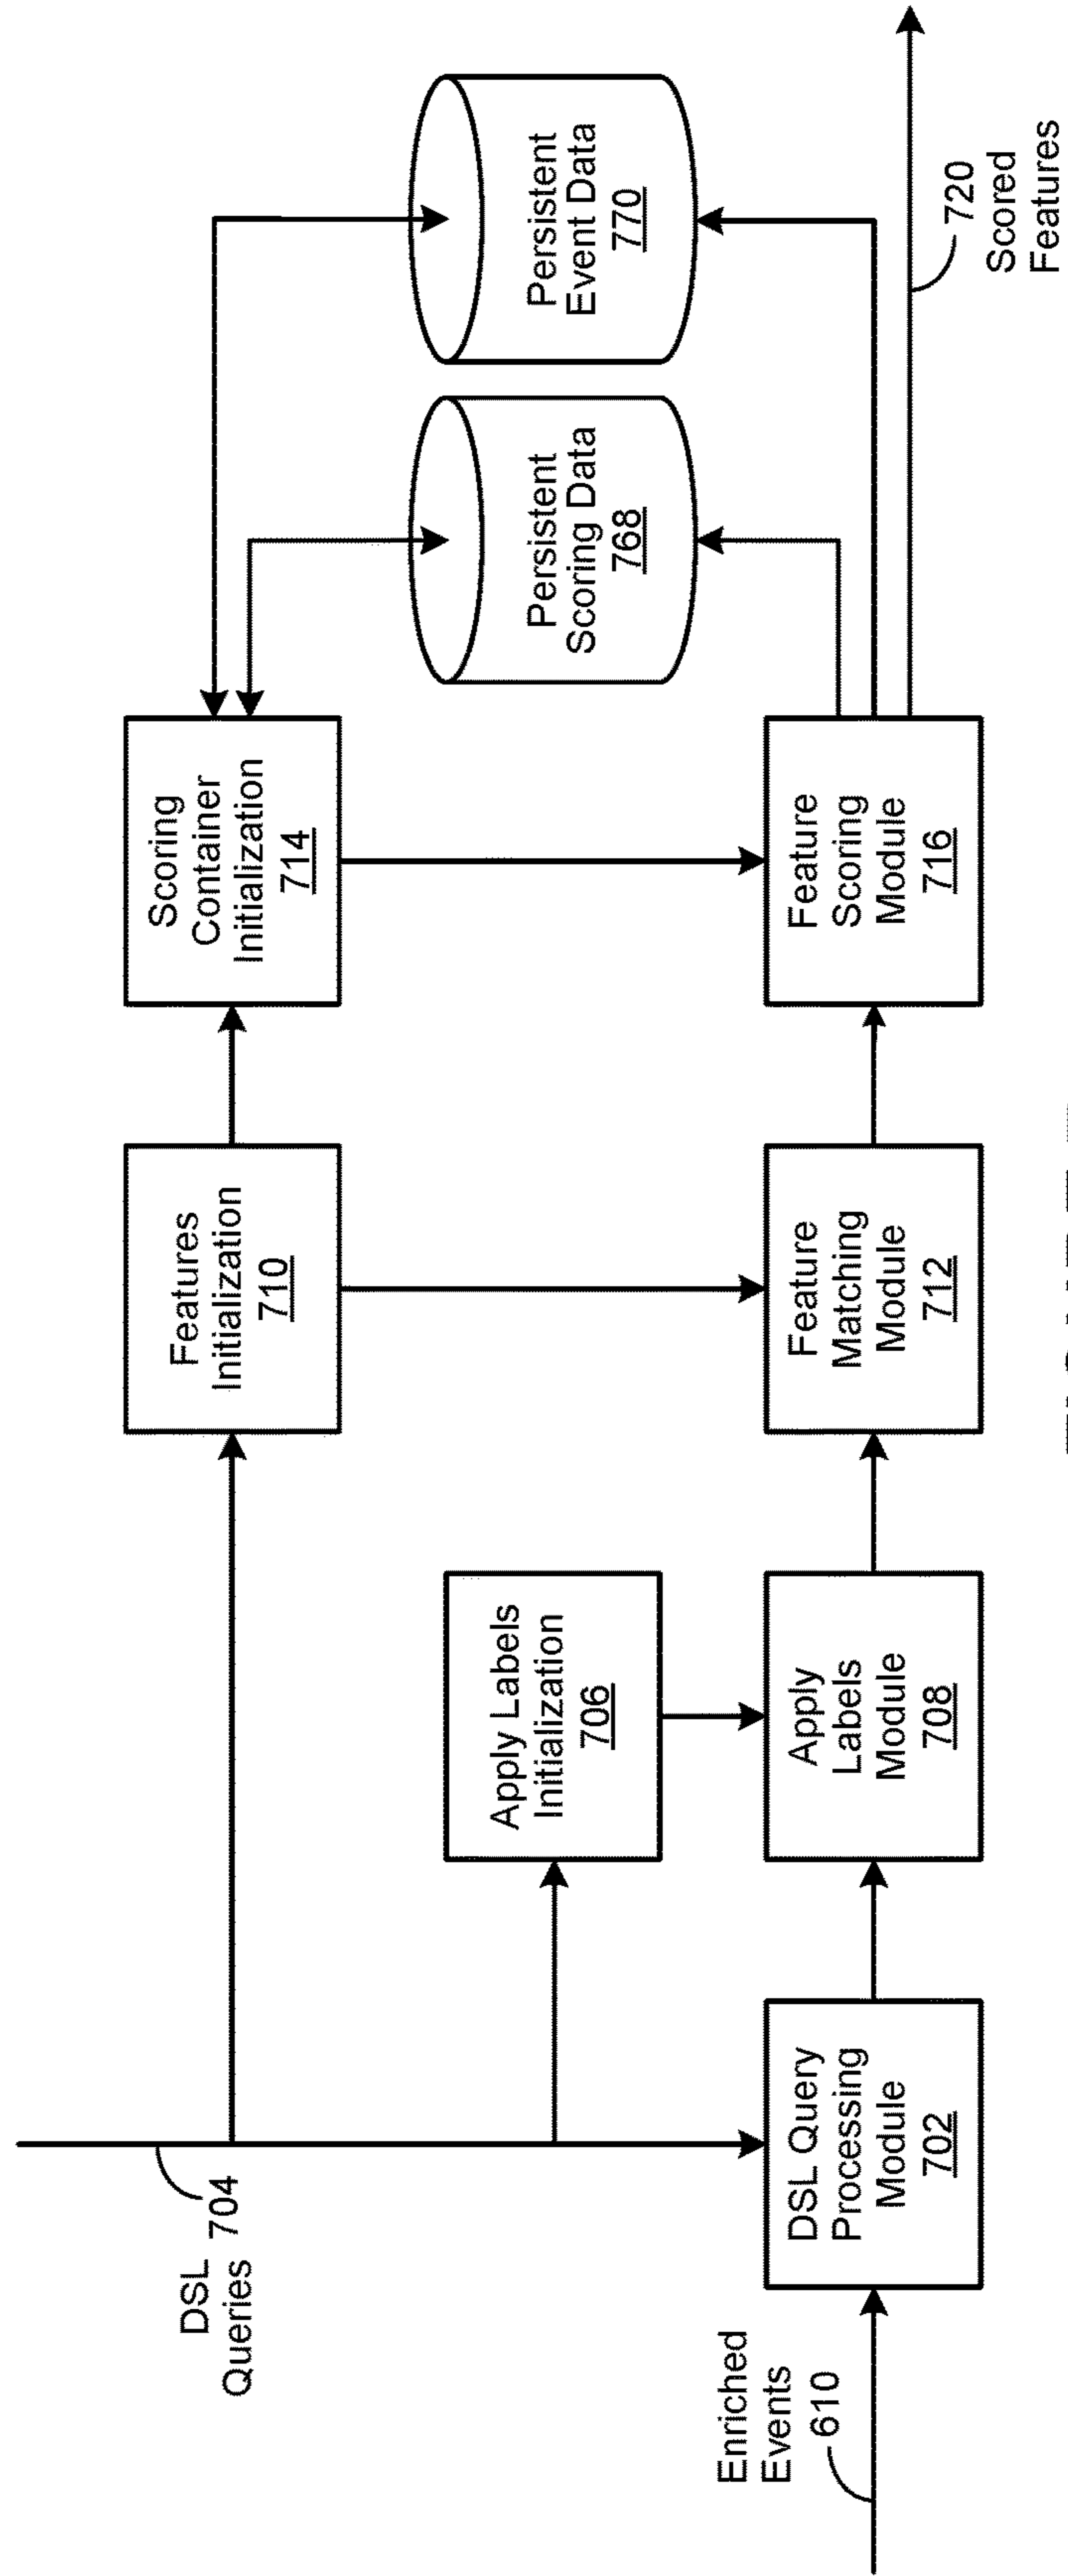 DSL
Queries 704
Enriched
Events
610
DSL Query
Processing
Module
702
Apply Labels
Initialization
706
Apply
Labels
Module
708
Features
Initialization
710
Feature
Matching
Module
712
Scoring
Container
Initialization
714
Feature
Scoring
Module
716
Persistent
Scoring Data
768
Persistent
Event Data
770
720
Scored
Features